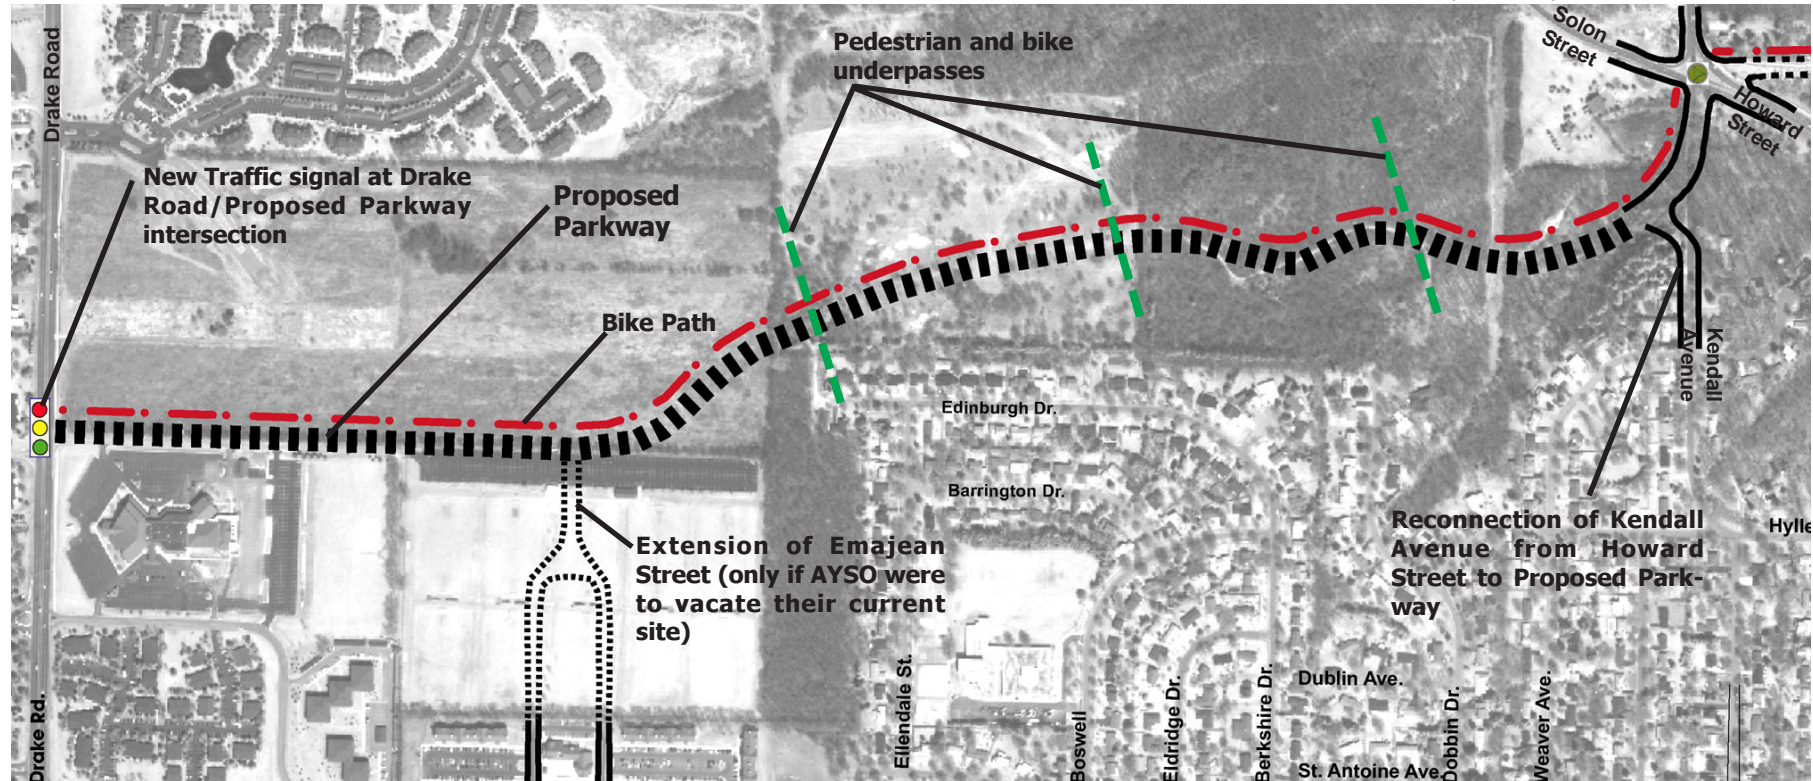 Solon
Street
Pedestrian and bike
underpasses
Drake Road
Howard
Street
New Traffic signal at Drake
Road/Proposed Parkway
intersection
Proposed
Parkway
Bike Path
Kendall
Avenue
Edinburgh Dr.
Barrington Dr.
Reconnection of Kendall
Avenue from Howard
Street to Proposed Park-
way
Hylle
Extension of Emajean
Street (only if AYSO were
to vacate their current
site)
Drake Rd.
Ellendale St.
Boswell
Eldridge Dr.
Berkshire Dr.
Dublin Ave.
Dobbin Dr.
Weaver Ave.
St. Antoine Ave.